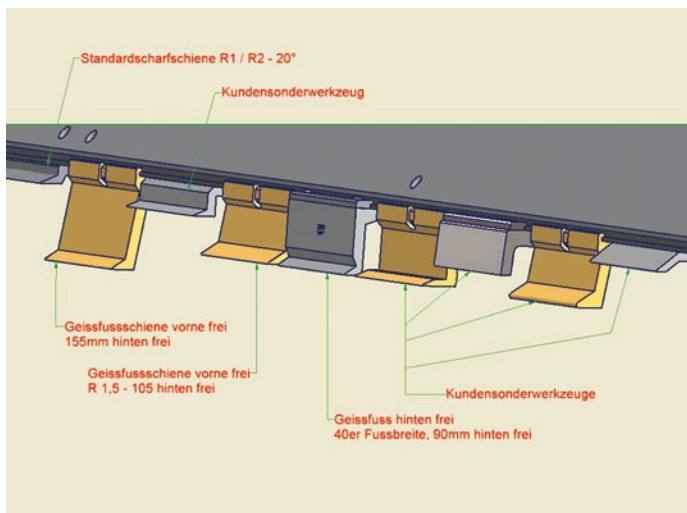 Standardscharfschiene R1 / R2 - 20°
Kundensonderwerkzeug
Geissfussschiene vorne frei
155mm hinten frei
Geissfussschiene vorne frei
R 1,5 - 105 hinten frei
Kundensonderwerkzeuge
Geissfuss hinten frei
40er Fussbreite, 90mm hinten frei